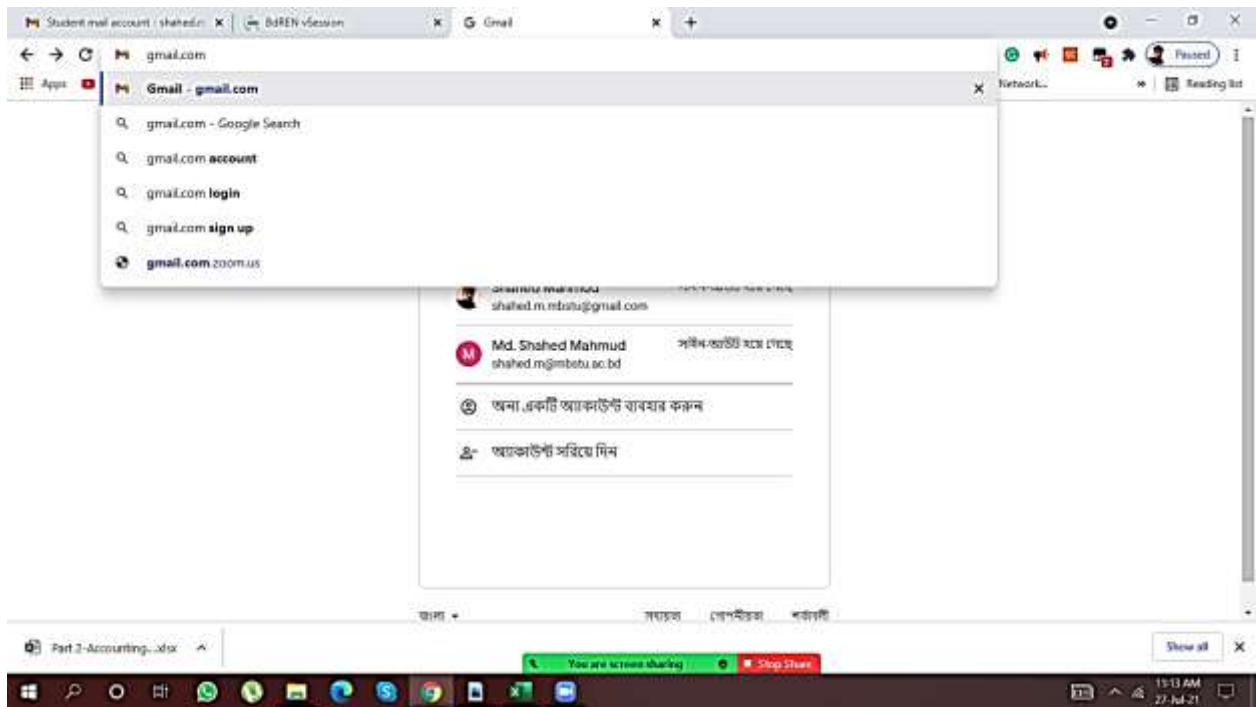 Student mail account - shahed.m
BdREN vSession
Gmail
gmail.com
Paused
Apps
Gmail - gmail.com
Network...
Reading list
gmail.com - Google Search
gmail.com account
gmail.com login
gmail.com sign up
gmail.com.zoom.us
shahed.m.mbstu@gmail.com
Md. Shahed Mahmud
সাইন-আউট হয়ে গেছে
shahed.m@mbstu.ac.bd
অন্য একটি অ্যাকাউন্ট ব্যবহার করুন
অ্যাকাউন্ট সরিয়ে দিন
বাংলা
সহায়তা
গোপনীয়তা
শর্তাবলী
Part 2-Accounting....xlsx
Show all
You are screen sharing
Stop Share
11:13 AM
27-Jul-21